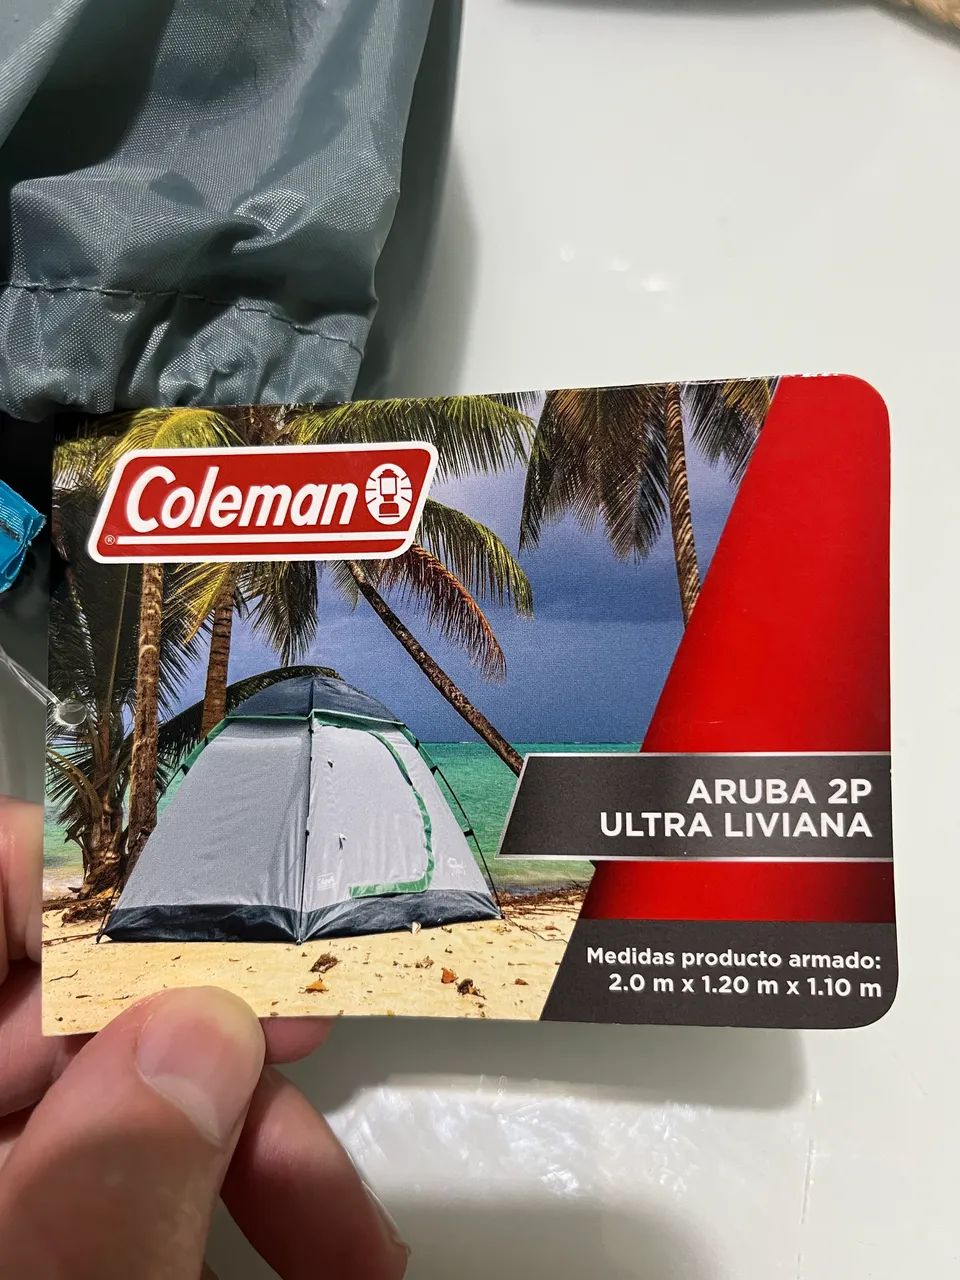 Coleman
®
ARUBA 2P
ULTRA LIVIANA
Medidas producto armado:
2.0 m x 1.20 m x 1.10 m